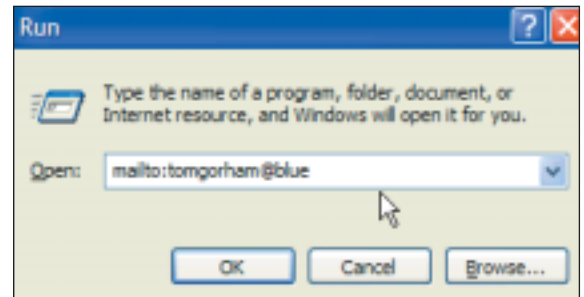 Run
Type the name of a program, folder, document, or
Internet resource, and Windows will open it for you.
Open: mailto:tomgorham@blue
OK Cancel Browse...